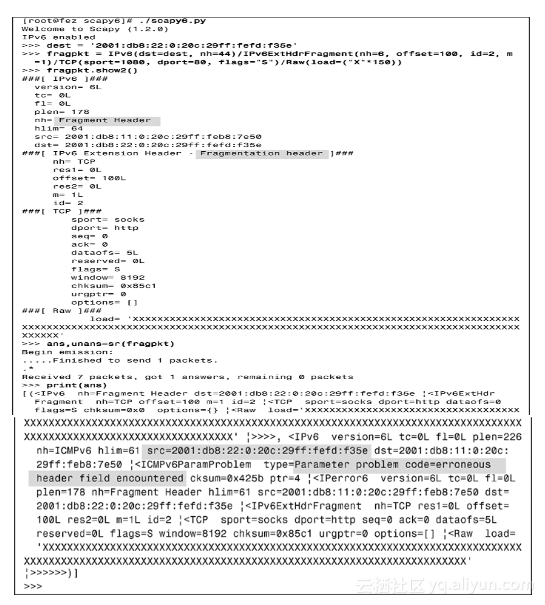 [root@fez scapy6]# ./scapy6.py
Welcome to Scapy (1.2.0)
IPv6 enabled
>>> dest = '2001:db8:22:0:20c:29ff:fefd:f35e'
>>> fragpkt = IPv6(dst=dest, nh=44)/IPv6ExtHdrFragment(nh=6, offset=100, id=2, m
=1)/TCP(sport=1080, dport=80, flags="S")/Raw(load=("X"*150))
>>> fragpkt.show2()
###[ IPv6 ]###
version= 6L
tc= 0L
fl= 0L
plen= 178
nh= Fragment Header
hlim= 64
src= 2001:db8:11:0:20c:29ff:feb8:7e50
dst= 2001:db8:22:0:20c:29ff:fefd:f35e
###[ IPv6 Extension Header - Fragmentation header ]###
nh= TCP
res1= 0L
offset= 100L
res2= 0L
m= 1L
id= 2
###[ TCP ]###
sport= socks
dport= http
seq= 0
ack= 0
dataofs= 5L
reserved= 0L
flags= S
window= 8192
chksum= 0x85c1
urgptr= 0
options= []
###[ Raw ]###
load= 'XXXXXXXXXXXXXXXXXXXXXXXXXXXXXXXXXXXXXXXXXXXXXXXXXXXXXXXXX
XXXXXXXXXXXXXXXXXXXXXXXXXXXXXXXXXXXXXXXXXXXXXXXXXXXXXXXXXXXXXXXXXXXXXXXXXXXXXXXX
XXXXXX'
>>> ans,unans=sr(fragpkt)
Begin emission:
.....Finished to send 1 packets.
.*
Received 7 packets, got 1 answers, remaining 0 packets
>>> print(ans)
[(<IPv6 nh=Fragment Header dst=2001:db8:22:0:20c:29ff:fefd:f35e ¦<IPv6ExtHdr
Fragment nh=TCP offset=100 m=1 id=2 ¦<TCP sport=socks dport=http dataofs=0
flags=S chksum=0x0 options={} ¦<Raw load='XXXXXXXXXXXXXXXXXXXXXXXXXXXXXXXXXX
XXXXXXXXXXXXXXXXXXXXXXXXXXXXXXXXXXXXXXXXXXXXXXXXXXXXXXXXXXXXXXXXXXXXXXXX
XXXXXXXXXXXXXXXXXXXXXXXXXXXXXX' ¦>>>>, <IPv6 version=6L tc=0L fl=0L plen=226
nh=ICMPv6 hlim=61 src=2001:db8:22:0:20c:29ff:fefd:f35e dst=2001:db8:11:0:20c:
29ff:feb8:7e50 ¦<ICMPv6ParamProblem type=Parameter problem code=erroneous
header field encountered cksum=0x425b ptr=4 ¦<IPerror6 version=6L tc=0L fl=0L
plen=178 nh=Fragment Header hlim=61 src=2001:db8:11:0:20c:29ff:feb8:7e50 dst=
2001:db8:22:0:20c:29ff:fefd:f35e ¦<IPv6ExtHdrFragment nh=TCP res1=0L offset=
100L res2=0L m=1L id=2 ¦<TCP sport=socks dport=http seq=0 ack=0 dataofs=5L
reserved=0L flags=S window=8192 chksum=0x85c1 urgptr=0 options=[] ¦<Raw load=
'XXXXXXXXXXXXXXXXXXXXXXXXXXXXXXXXXXXXXXXXXXXXXXXXXXXXXXXXXXXXXXXXXXXXXX
XXXXXXXXXXXXXXXXXXXXXXXXXXXXXXXXXXXXXXXXXXXXXXXXXXXXXXXXXXXXXXXX'
¦>>>>>>)]
>>>
云栖社区 yq.aliyun.com